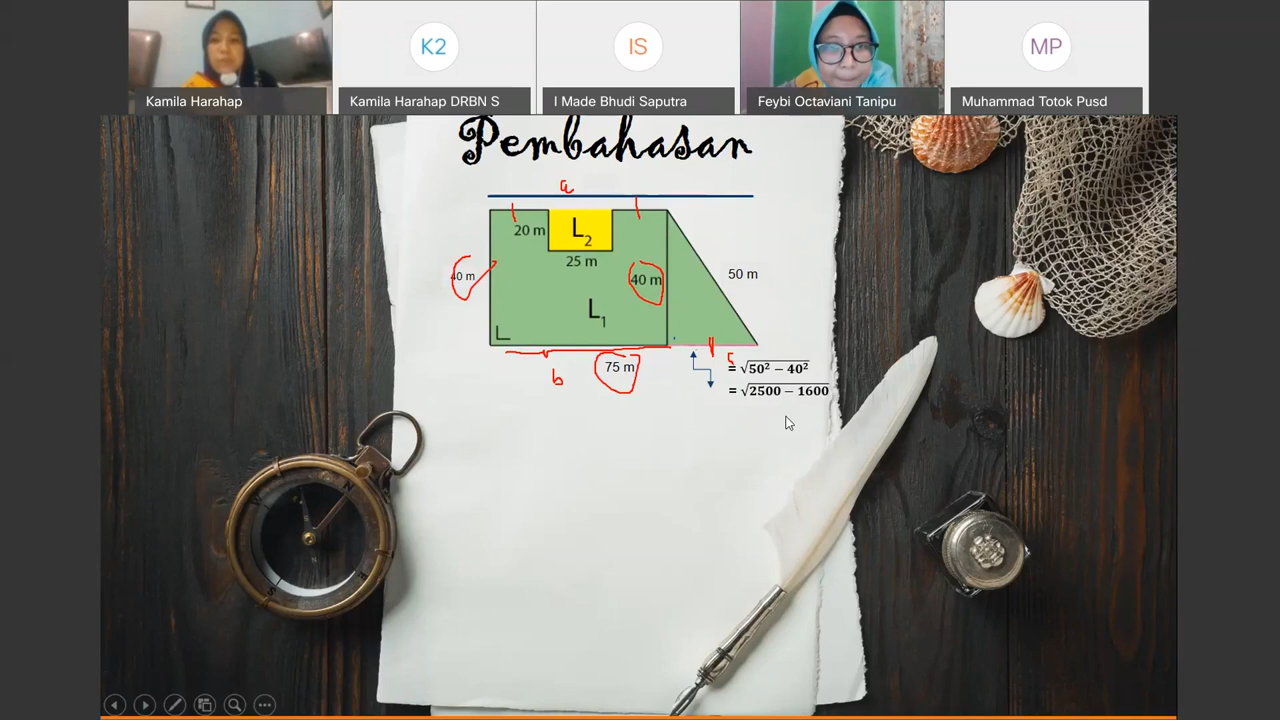 K2
IS
MP
Kamila Harahap
Kamila Harahap DRBN S
I Made Bhudi Saputra
Feybi Octaviani Tanipu
Muhammad Totok Pusd
Pembahasan
a
20 m
L₂
25 m
40 m
40 m
50 m
L₁
75 m
b
= √50² − 40²
= √2500 − 1600